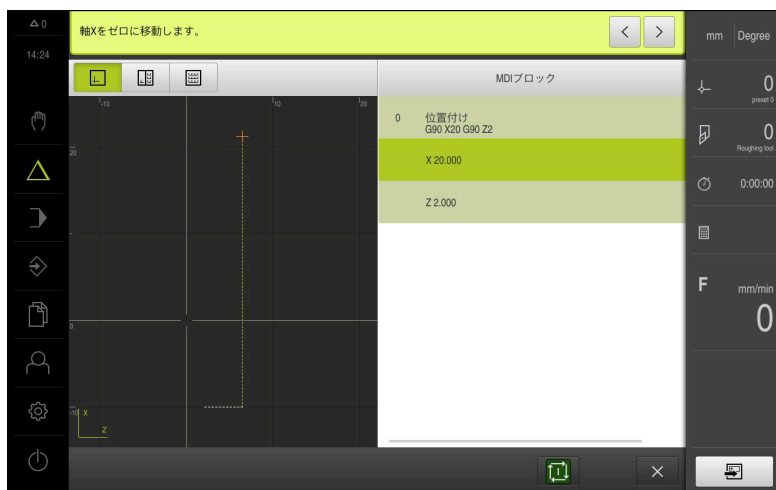 0
14:24
軸Xをゼロに移動します。
mm
Degree
MDIブロック
-10
10
20
20
0
-10
X
Z
0 位置付け
G90 X20 G90 Z2
X 20.000
Z 2.000
0
preset 0
0
Roughing tool
0:00:00
F
mm/min
0